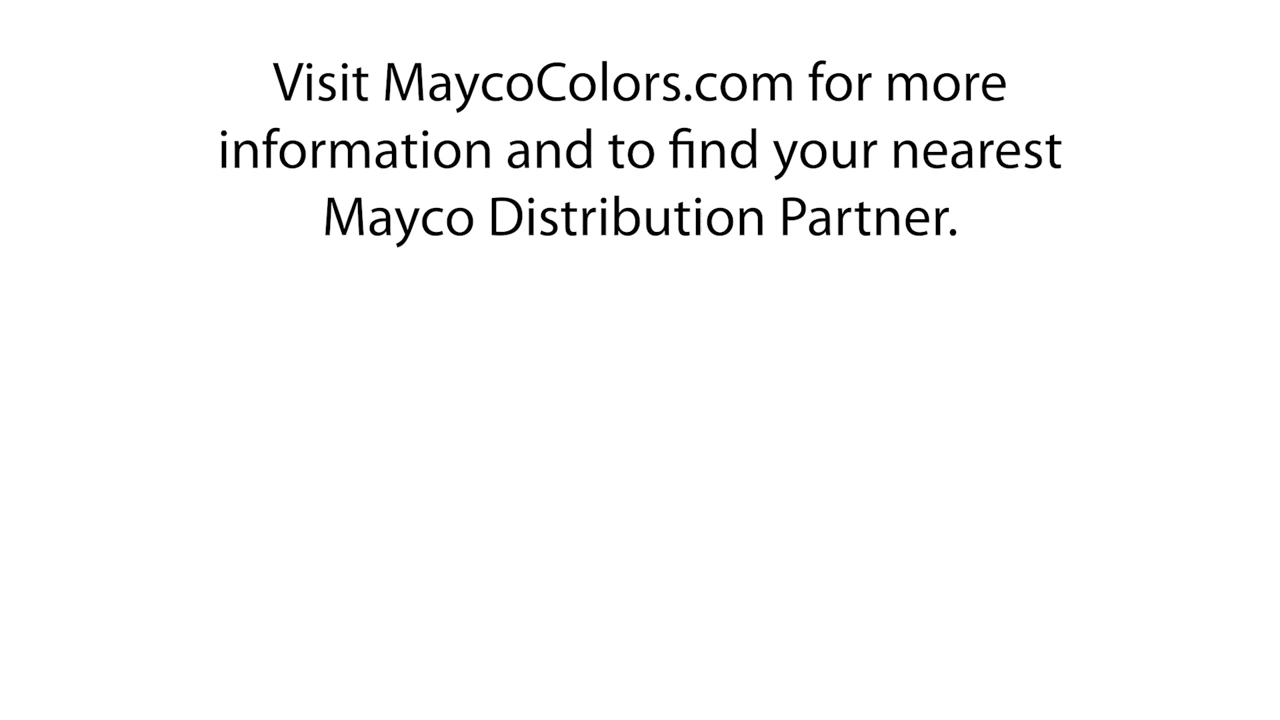 Visit MaycoColors.com for more
information and to find your nearest
Mayco Distribution Partner.